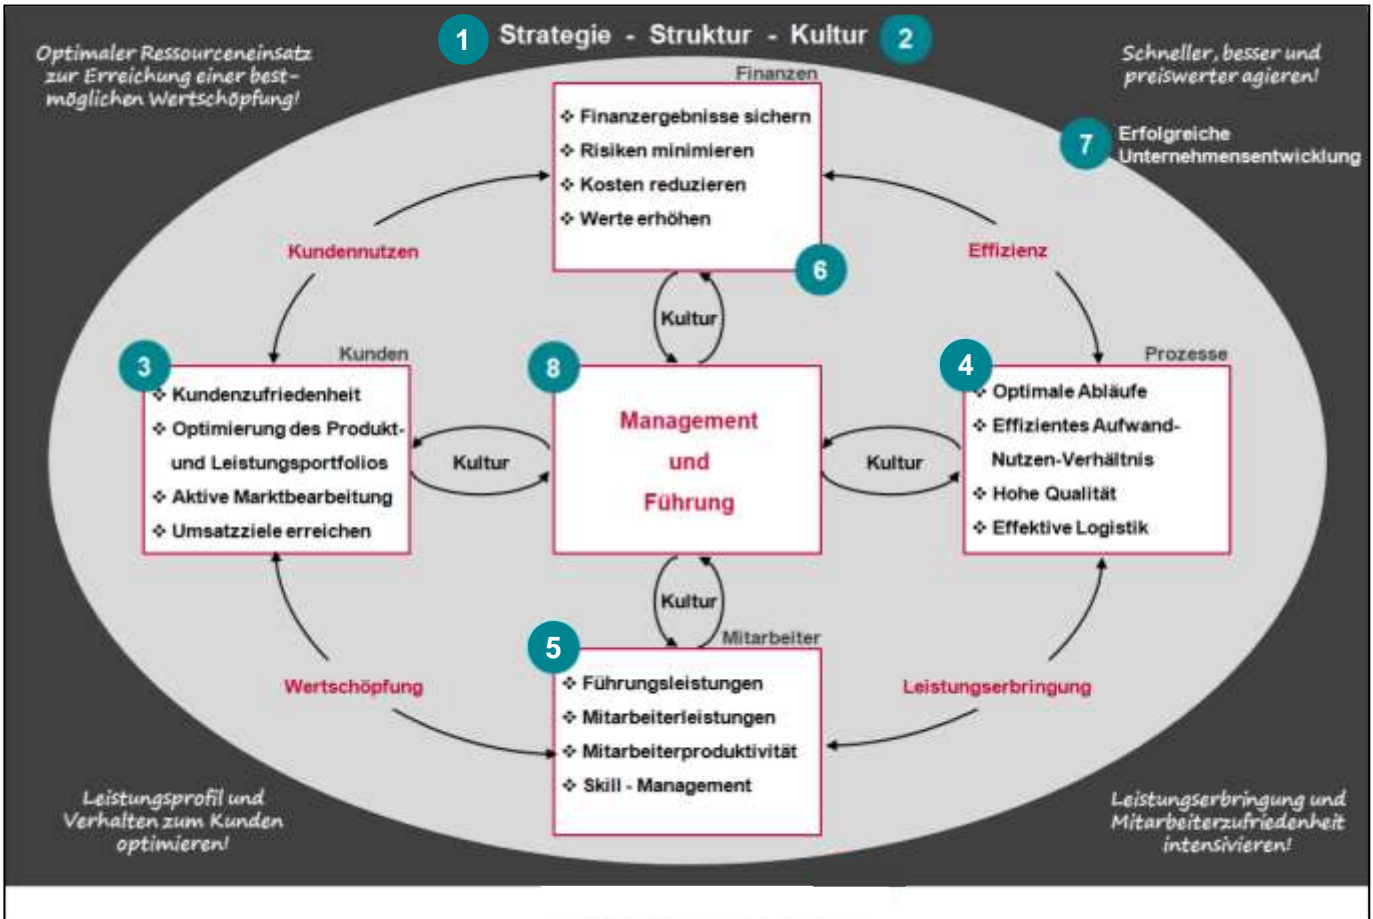 1 Strategie - Struktur - Kultur 2
Optimaler Ressourceneinsatz
zur Erreichung einer best-
möglichen Wertschöpfung!
Schneller, besser und
preiswerter agieren!
7 Erfolgreiche
Unternehmensentwicklung
Finanzen
❖ Finanzergebnisse sichern
❖ Risiken minimieren
❖ Kosten reduzieren
❖ Werte erhöhen
6
Kundennutzen
Effizienz
Kultur
3
Kunden
❖ Kundenzufriedenheit
❖ Optimierung des Produkt-
und Leistungsportfolios
❖ Aktive Marktbearbeitung
❖ Umsatzziele erreichen
Kultur
8
Management
und
Führung
Kultur
4
Prozesse
❖ Optimale Abläufe
❖ Effizientes Aufwand-
Nutzen-Verhältnis
❖ Hohe Qualität
❖ Effektive Logistik
Kultur
5
Mitarbeiter
❖ Führungsleistungen
❖ Mitarbeiterleistungen
❖ Mitarbeiterproduktivität
❖ Skill - Management
Wertschöpfung
Leistungserbringung
Leistungsprofil und
Verhalten zum Kunden
optimieren!
Leistungserbringung und
Mitarbeiterzufriedenheit
intensivieren!